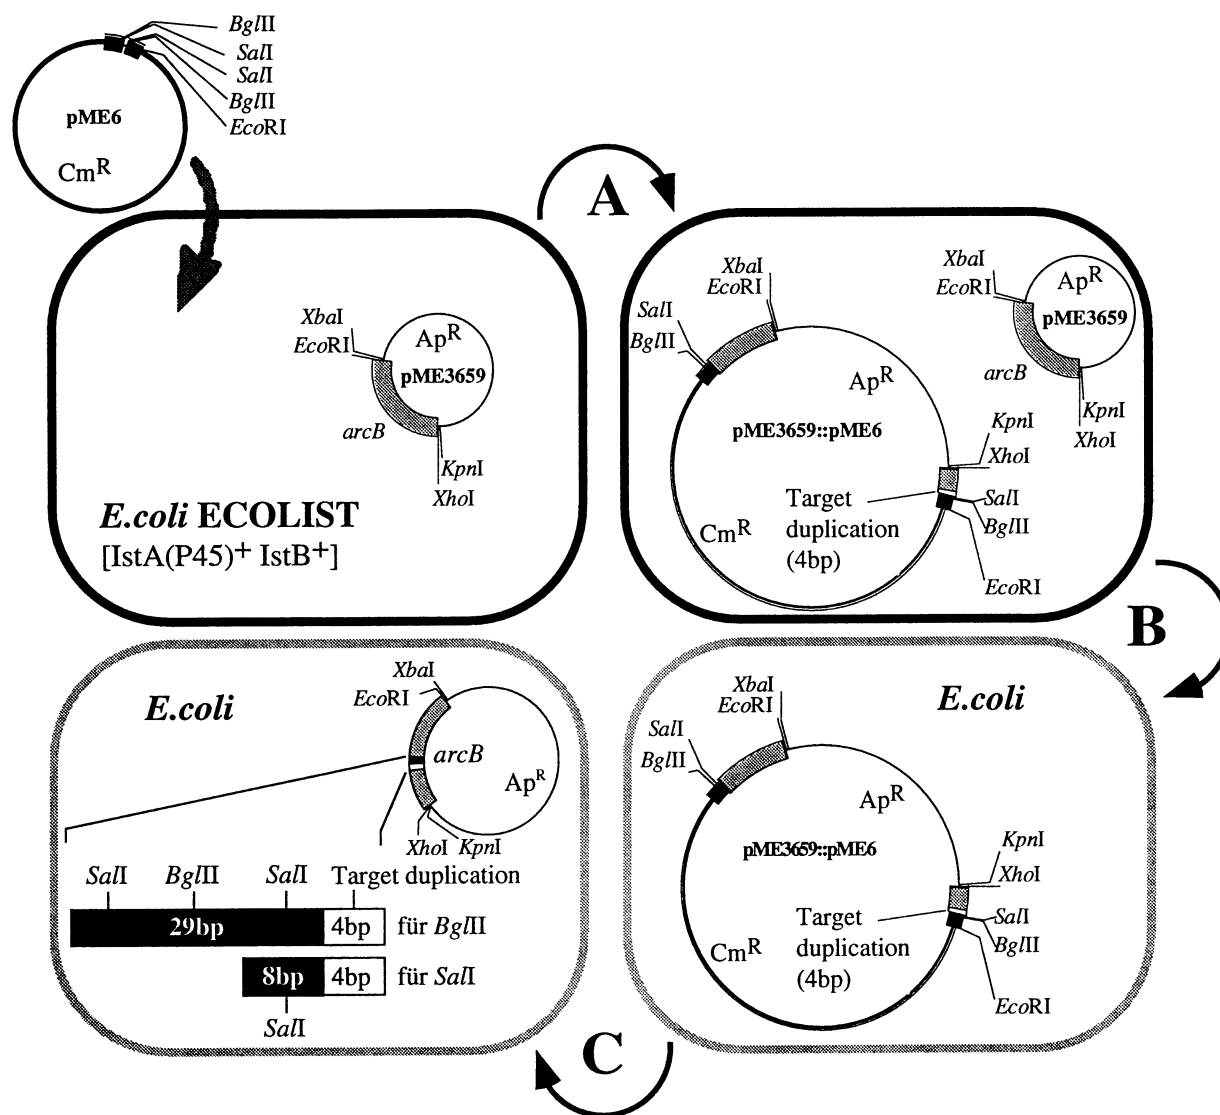 BglII
SalI
SalI
BglII
EcoRI
pME6
CmR
A
XbaI
EcoRI
ApR
pME3659
arcB
KpnI
XhoI
E.coli ECOLIST
[IstA(P45)+ IstB+]
XbaI
EcoRI
SalI
BglII
ApR
pME3659::pME6
KpnI
XhoI
Target
duplication
(4bp)
SalI
BglII
CmR
EcoRI
XbaI
EcoRI
ApR
pME3659
arcB
KpnI
XhoI
B
E.coli
XbaI
EcoRI
SalI
BglII
ApR
pME3659::pME6
KpnI
XhoI
Target
duplication
(4bp)
SalI
BglII
CmR
EcoRI
C
E.coli
XbaI
EcoRI
arcB
ApR
XhoI KpnI
SalI BglII SalI Target duplication
29bp 4bp für BglII
8bp 4bp für SalI
SalI